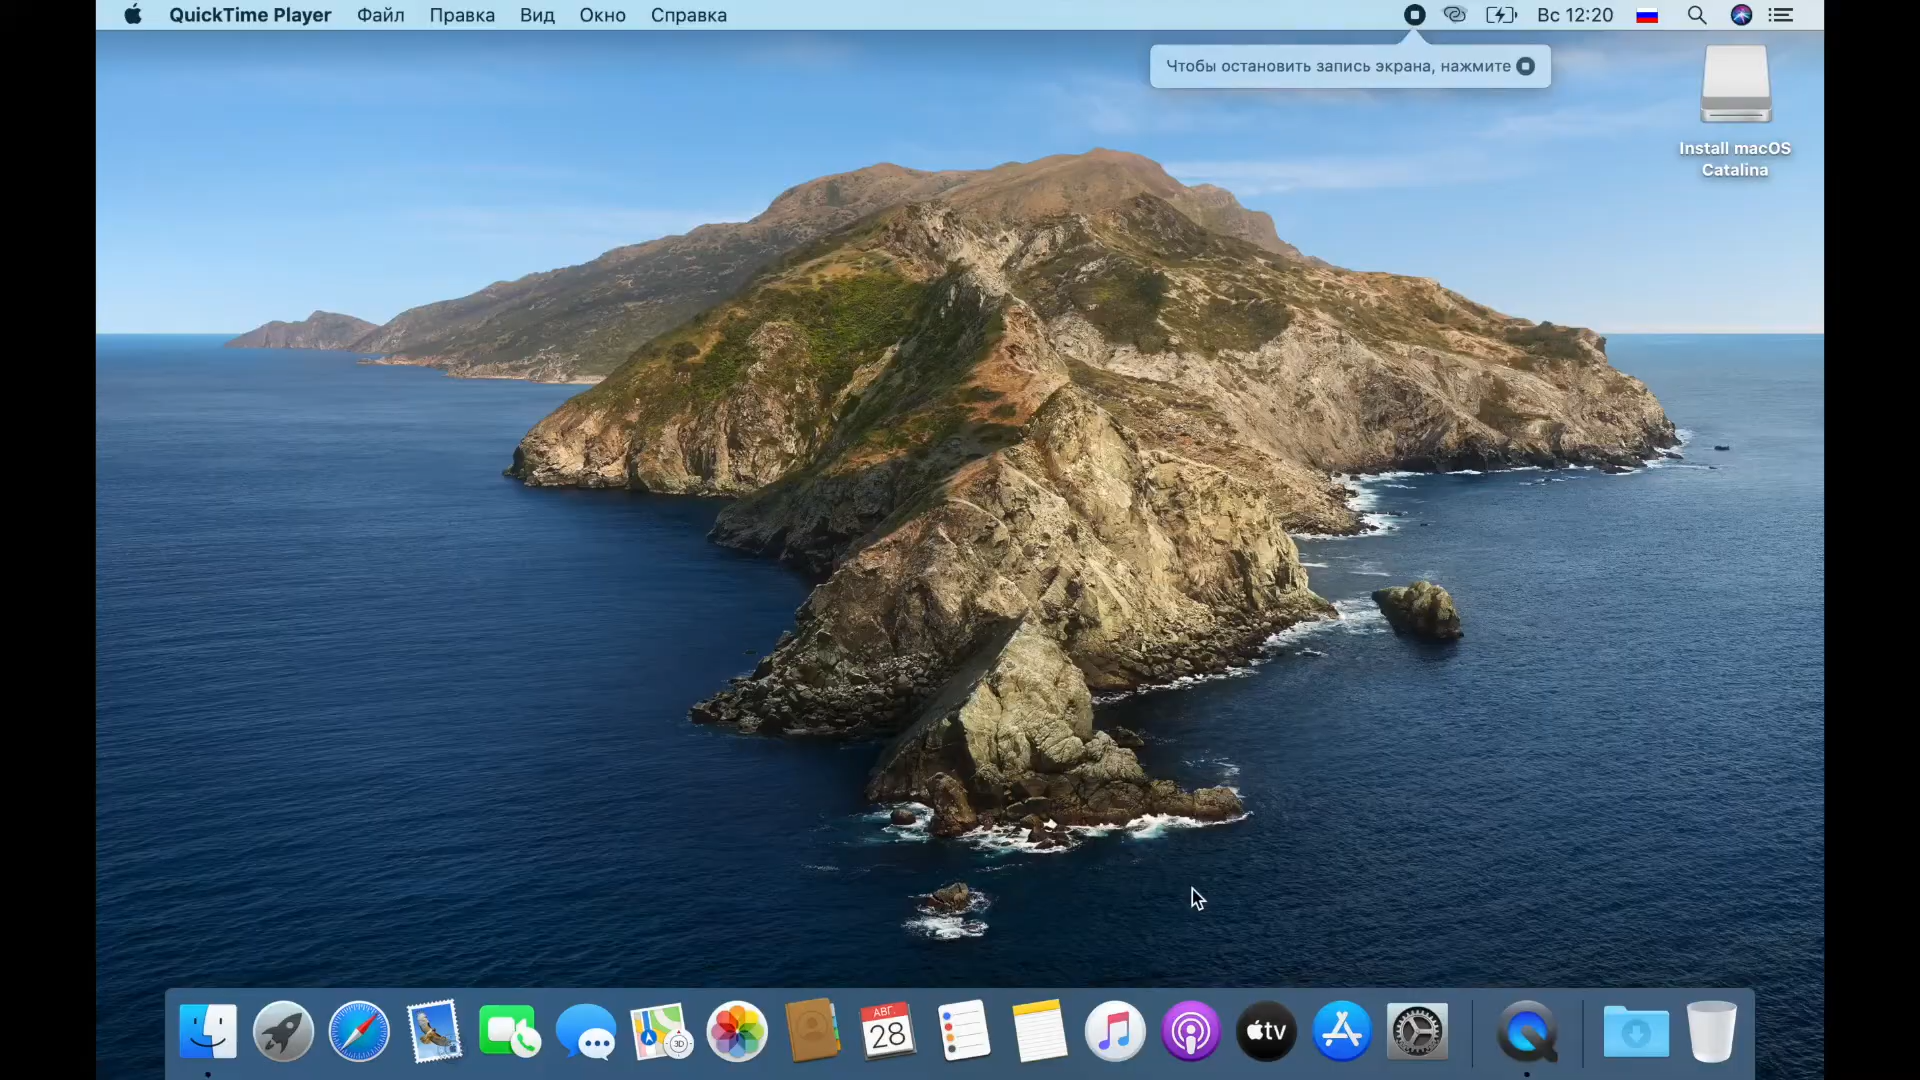 QuickTime Player Файл Правка Вид Окно Справка Вс 12:20
Чтобы остановить запись экрана, нажмите
Install macOS
Catalina
3D
АВГ.
28
tv